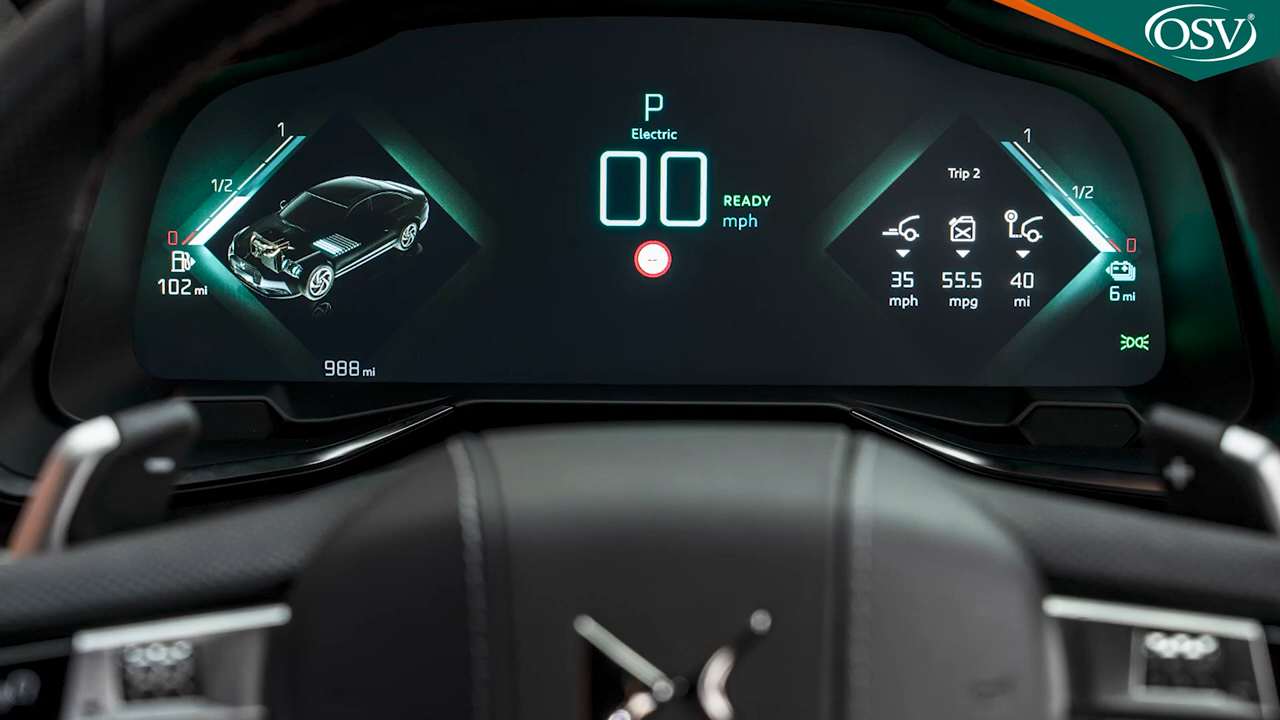 OSV®
P
Electric
00
READY
mph
1
1/2
0
102 mi
988 mi
Trip 2
35
mph
55.5
mpg
40
mi
1
1/2
0
6 mi